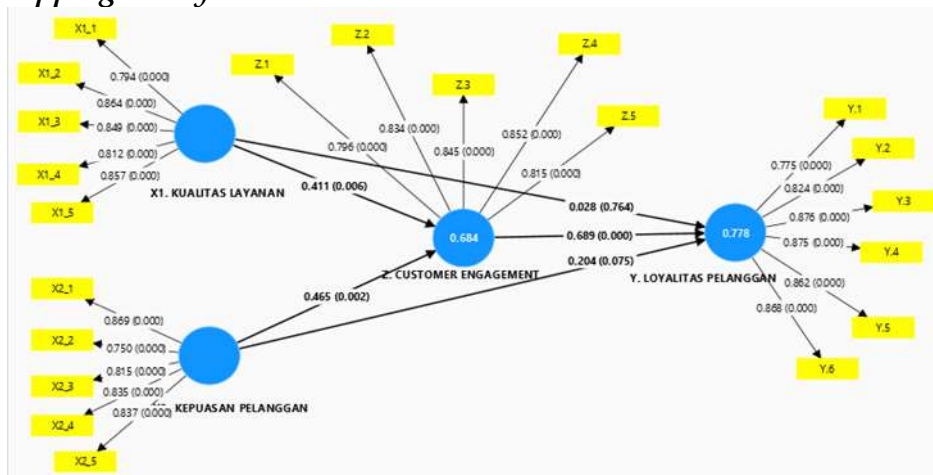 X1_1
X1_2
X1_3
X1_4
X1_5
0.794 (0.000)
0.864 (0.000)
0.849 (0.000)
0.812 (0.000)
0.857 (0.000)
X1. KUALITAS LAYANAN
Z.1
Z.2
Z.3
Z.4
Z.5
0.796 (0.000)
0.834 (0.000)
0.845 (0.000)
0.852 (0.000)
0.815 (0.000)
0.411 (0.006)
0.028 (0.764)
0.684
0.689 (0.000)
0.778
Z. CUSTOMER ENGAGEMENT
0.204 (0.075)
0.465 (0.002)
Y. LOYALITAS PELANGGAN
Y.1
Y.2
Y.3
Y.4
Y.5
Y.6
0.775 (0.000)
0.824 (0.000)
0.876 (0.000)
0.875 (0.000)
0.862 (0.000)
0.868 (0.000)
X2_1
X2_2
X2_3
X2_4
X2_5
0.869 (0.000)
0.750 (0.000)
0.815 (0.000)
0.835 (0.000)
0.837 (0.000)
KEPUASAN PELANGGAN